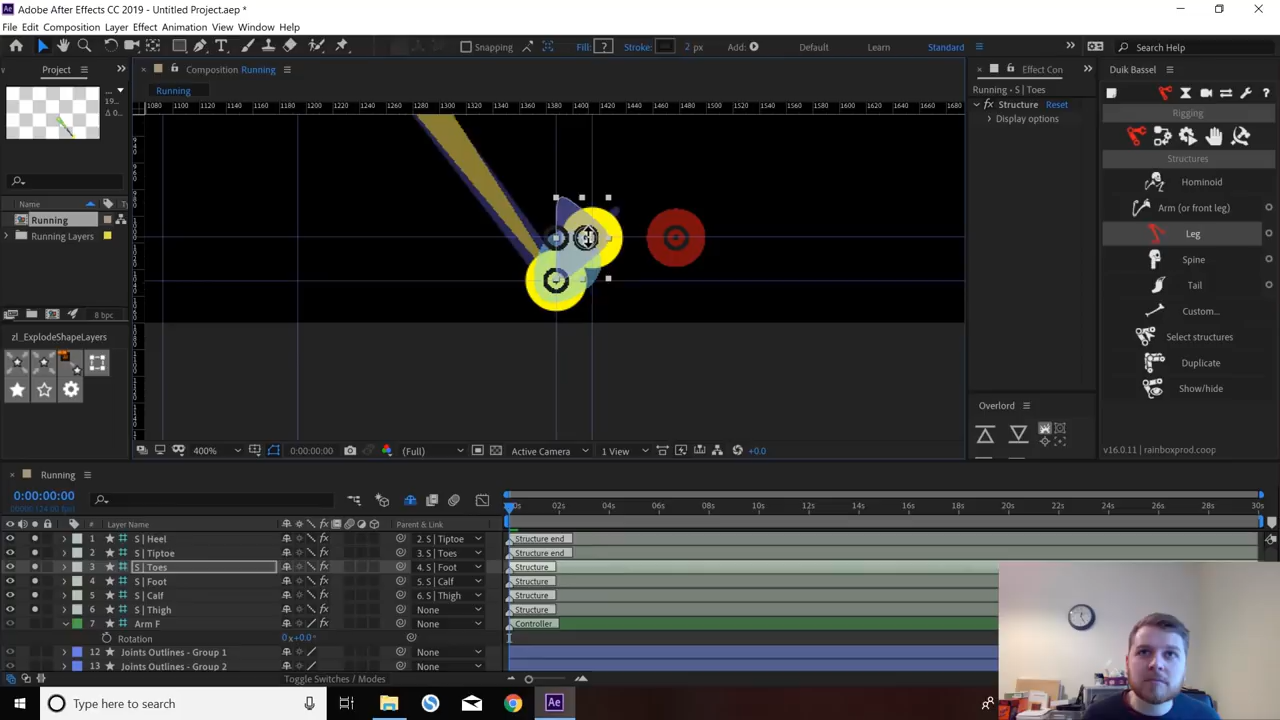 Adobe After Effects CC 2019 - Untitled Project.aep *
File Edit Composition Layer Effect Animation View Window Help
Snapping Fill: ? Stroke: 2 px Add: Default Learn Standard Search Help
Project Composition Running Effect Con Duik Bassel
Running
Running • S | Toes
Structure Reset
Display options
Rigging
Structures
Hominoid
Arm (or front leg)
Leg
Spine
Tail
Custom...
Select structures
Duplicate
Show/hide
Overlord
v16.0.11 | rainboxprod.coop
Name
Running
Running Layers
8 bpc
zl_ExplodeShapeLayers
400% 0:00:00:00 (Full) Active Camera 1 View +0.0
Running
0:00:00:00
Layer Name Parent & Link
:00s 02s 04s 06s 08s 10s 12s 14s 16s 18s 20s 22s 24s 26s 28s 30s
1 S | Heel 2. S | Tiptoe Structure end
2 S | Tiptoe 3. S | Toes Structure end
3 S | Toes 4. S | Foot Structure
4 S | Foot 5. S | Calf Structure
5 S | Calf 6. S | Thigh Structure
6 S | Thigh None Structure
7 Arm F None Controller
Rotation 0x+0.0°
12 Joints Outlines - Group 1 None
13 Joints Outlines - Group 2 None
Toggle Switches / Modes
Type here to search